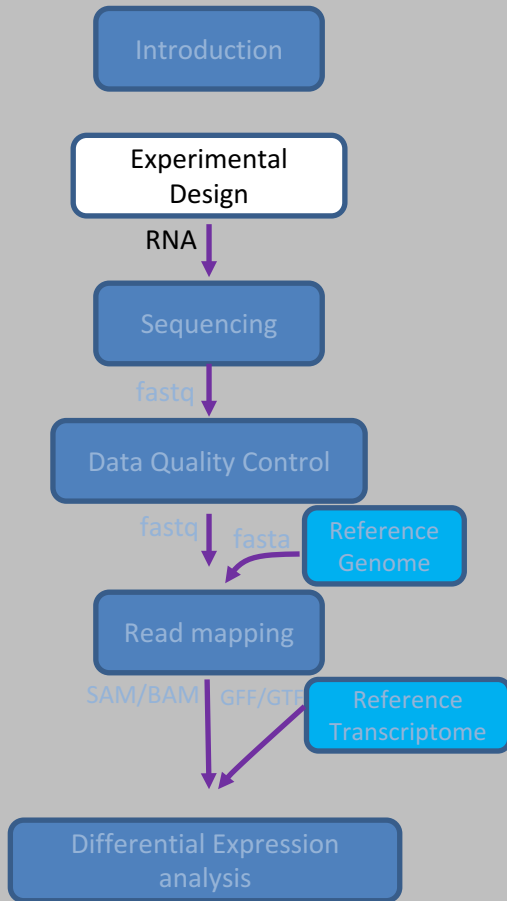 Introduction
Experimental
Design
RNA
Sequencing
fastq
Data Quality Control
fastq
fasta
Reference
Genome
Read mapping
SAM/BAM
GFF/GTF
Reference
Transcriptome
Differential Expression
analysis